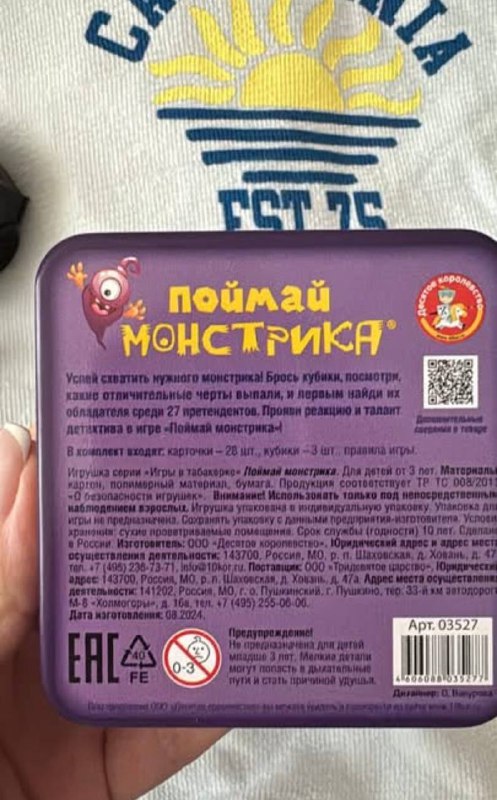 CALIFORNIA
EST 75
ПОЙМАЙ
МОНСТРИКА®
Десятое королевство
Успей схватить нужного монстрика! Брось кубики, посмотри,
какие отличительные черты выпали, и первым найди их
обладателя среди 27 претендентов. Прояви реакцию и талант
детектива в игре «Поймай монстрика»!
Дополнительные
сведения о товаре
В комплект входят: карточки – 28 шт., кубики – 3 шт., правила игры.
Игрушка серии «Игры в табакерке» Поймай монстрика. Для детей от 3 лет. Материалы:
картон, полимерный материал, бумага. Продукция соответствует ТР ТС 008/2011
«О безопасности игрушек». Внимание! Использовать только под непосредственным
наблюдением взрослых. Игрушка упакована в индивидуальную упаковку. Упаковка для
игры не предназначена. Сохранять упаковку с данными предприятия-изготовителя. Условия
хранения: сухие проветриваемые помещения. Срок службы (годности) 10 лет. Сделано
в России. Изготовитель: ООО «Десятое королевство». Юридический адрес и адрес места
осуществления деятельности: 143700, Россия, МО, р. п. Шаховская, д. Ховань, д. 47
тел. +7 (495) 236-73-71, info@10kor.ru. Поставщик: ООО «Тридевятое царство». Юридический
адрес: 143700, Россия, МО, р. п. Шаховская, д. Ховань, д. 47а. Адрес места осуществления
деятельности: 141202, Россия, МО, г. о. Пушкинский, г. Пушкино, тер. 33-й км автодороги
М-8 «Холмогоры», д. 16а, тел. +7 (495) 255-06-06.
Дата изготовления: 08.2024.
EAC
40
FE
0-3
Предупреждение!
Не предназначена для детей
младше 3 лет. Мелкие детали
могут попасть в дыхательные
пути и стать причиной удушья.
Арт. 03527
4 606088 035277
Дизайнер: О. Вакурова